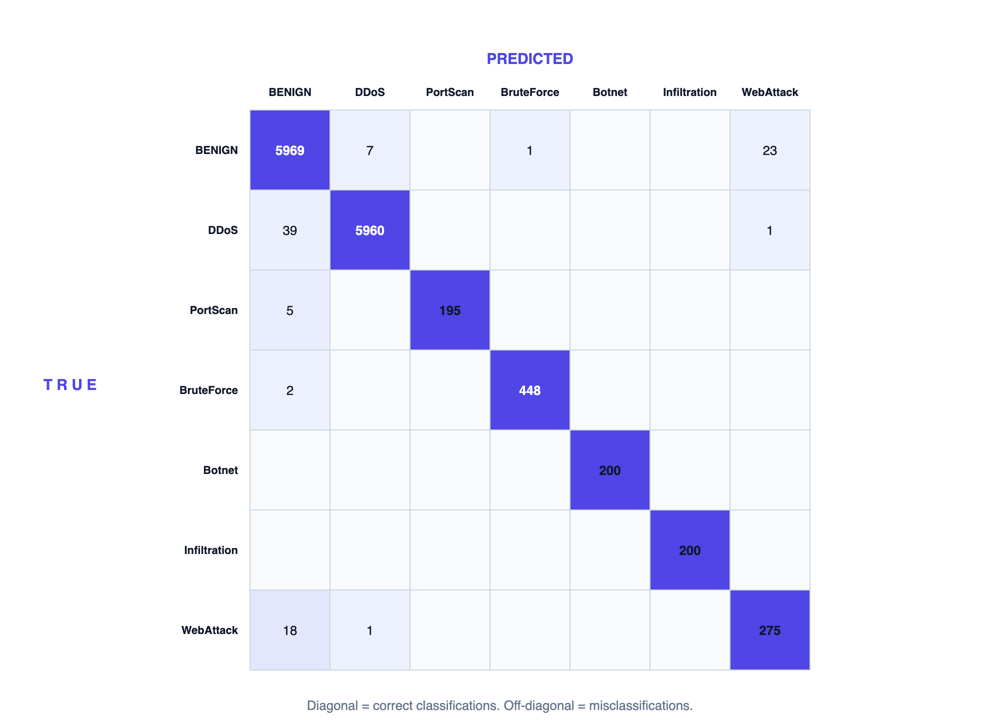 PREDICTED
BENIGN DDoS PortScan BruteForce Botnet Infiltration WebAttack
BENIGN 5969 7 1 23
DDoS 39 5960 1
PortScan 5 195
TRUE
BruteForce 2 448
Botnet 200
Infiltration 200
WebAttack 18 1 275
Diagonal = correct classifications. Off-diagonal = misclassifications.